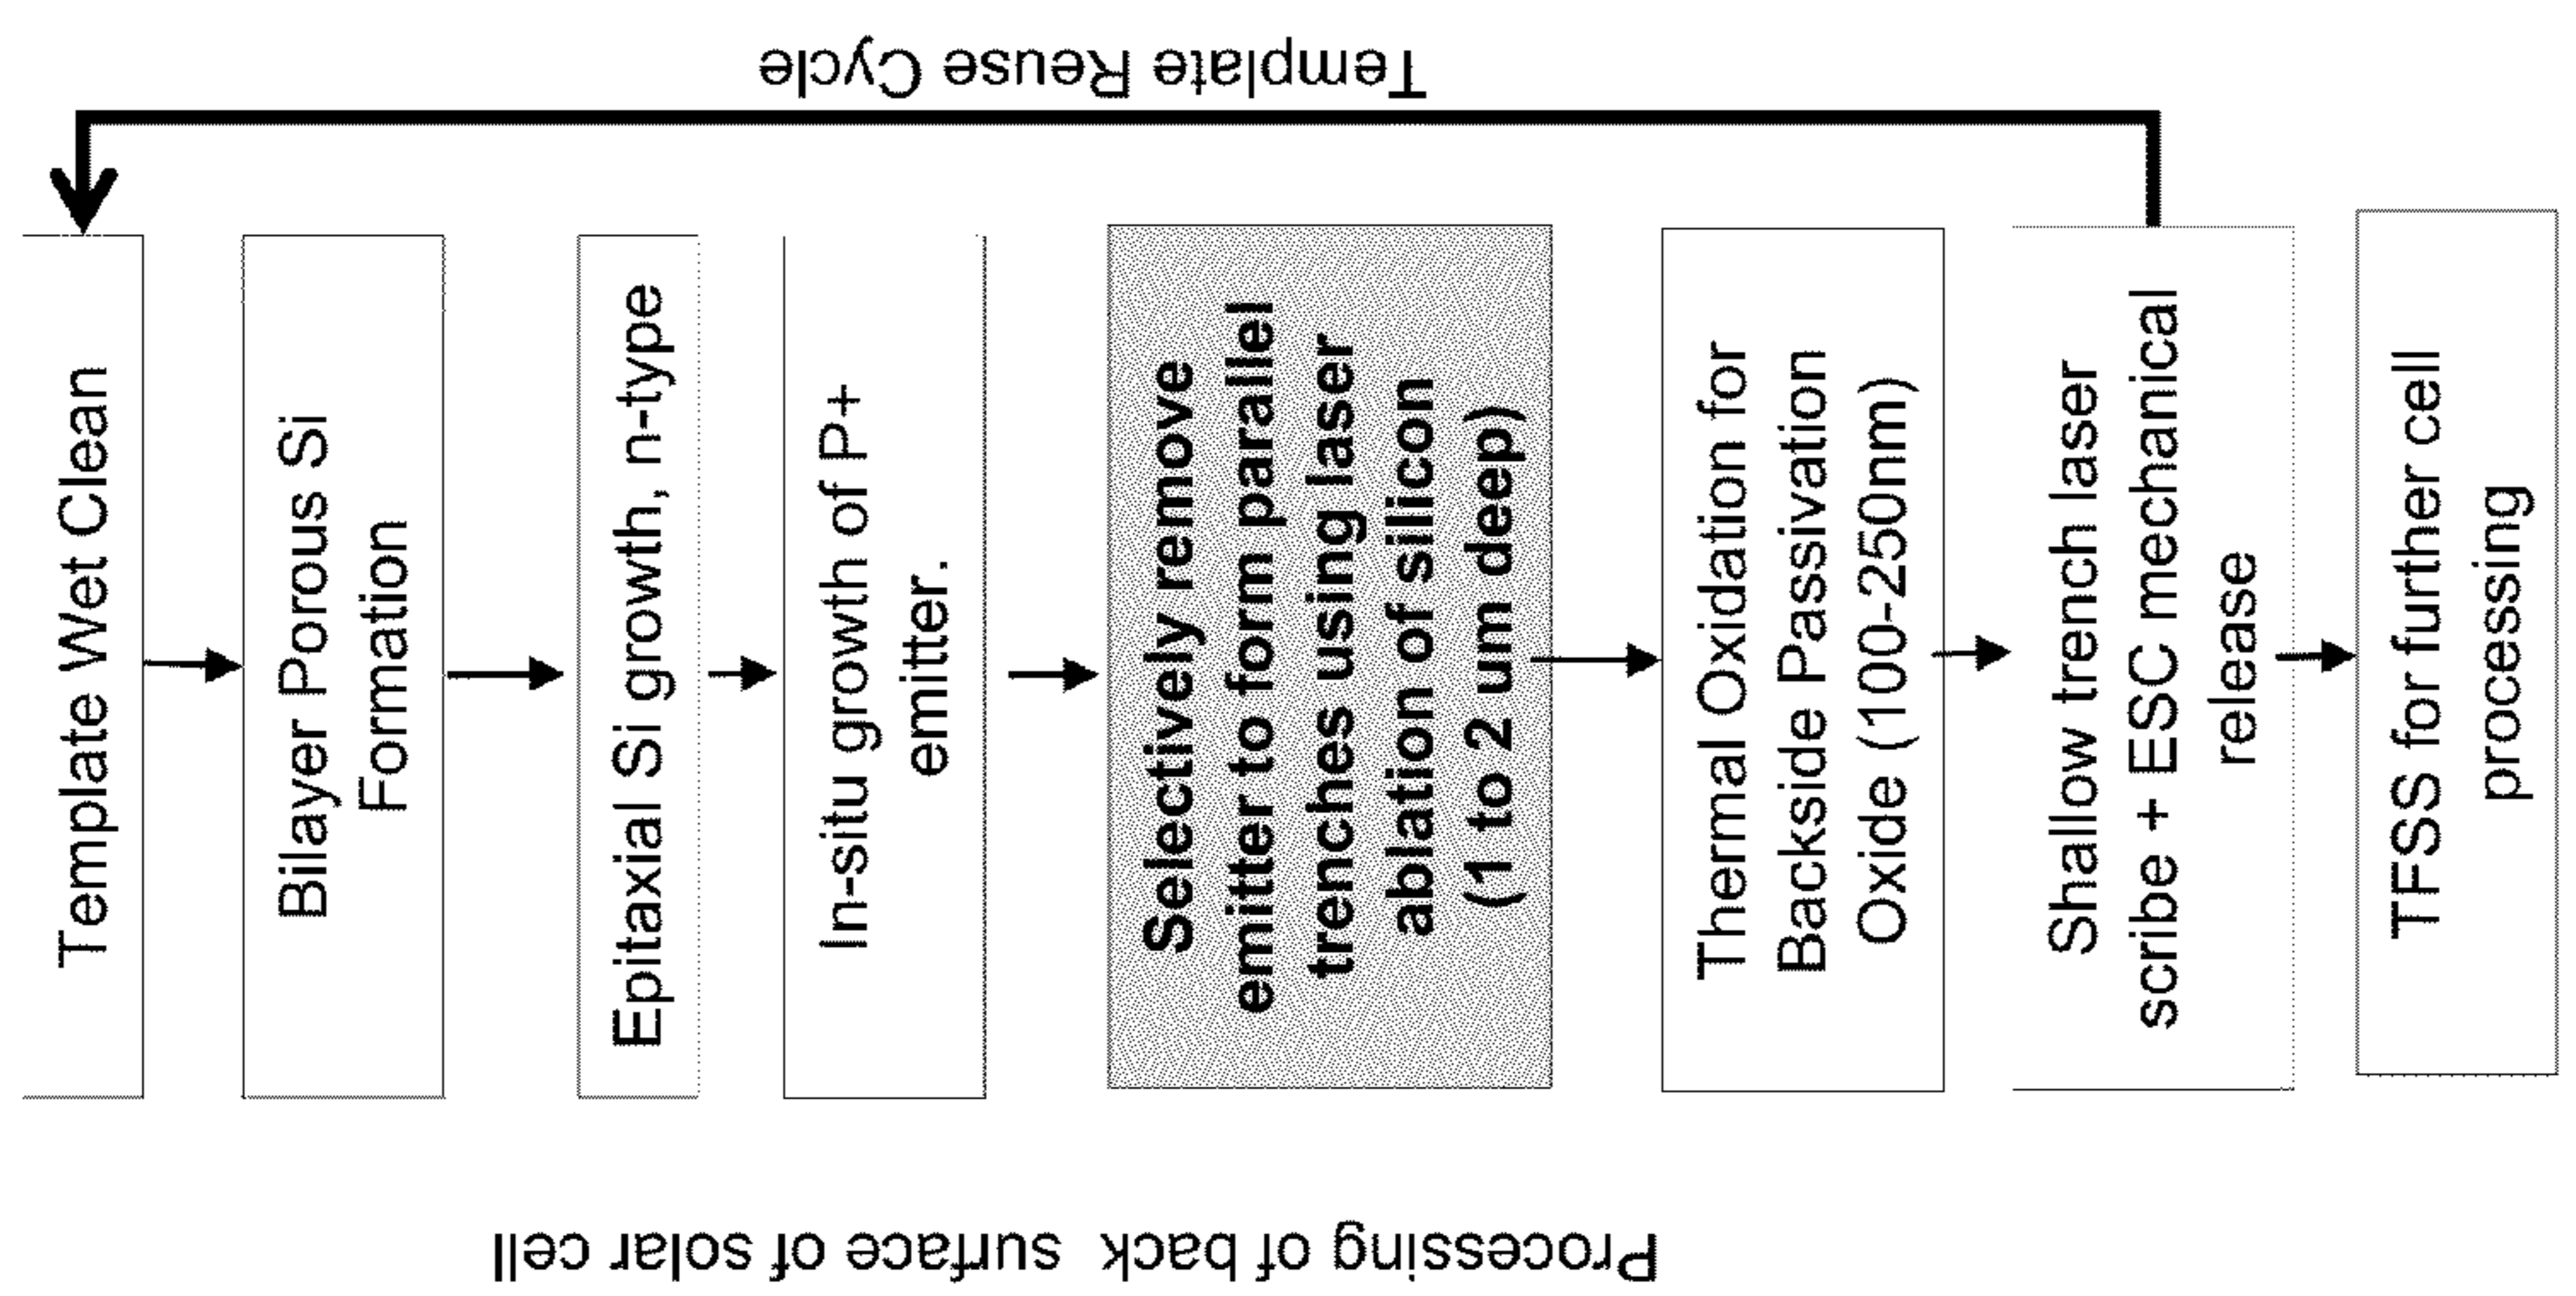 Template Reuse Cycle
Template Wet Clean
Bilayer Porous Si
Formation
Epitaxial Si growth, n-type
In-situ growth of P+
emitter.
Selectively remove
emitter to form parallel
trenches using laser
ablation of silicon
(1 to 2 um deep)
Thermal Oxidation for
Backside Passivation
Oxide (100-250nm)
Shallow trench laser
scribe + ESC mechanical
release
TFSS for further cell
processing
Processing of back surface of solar cell